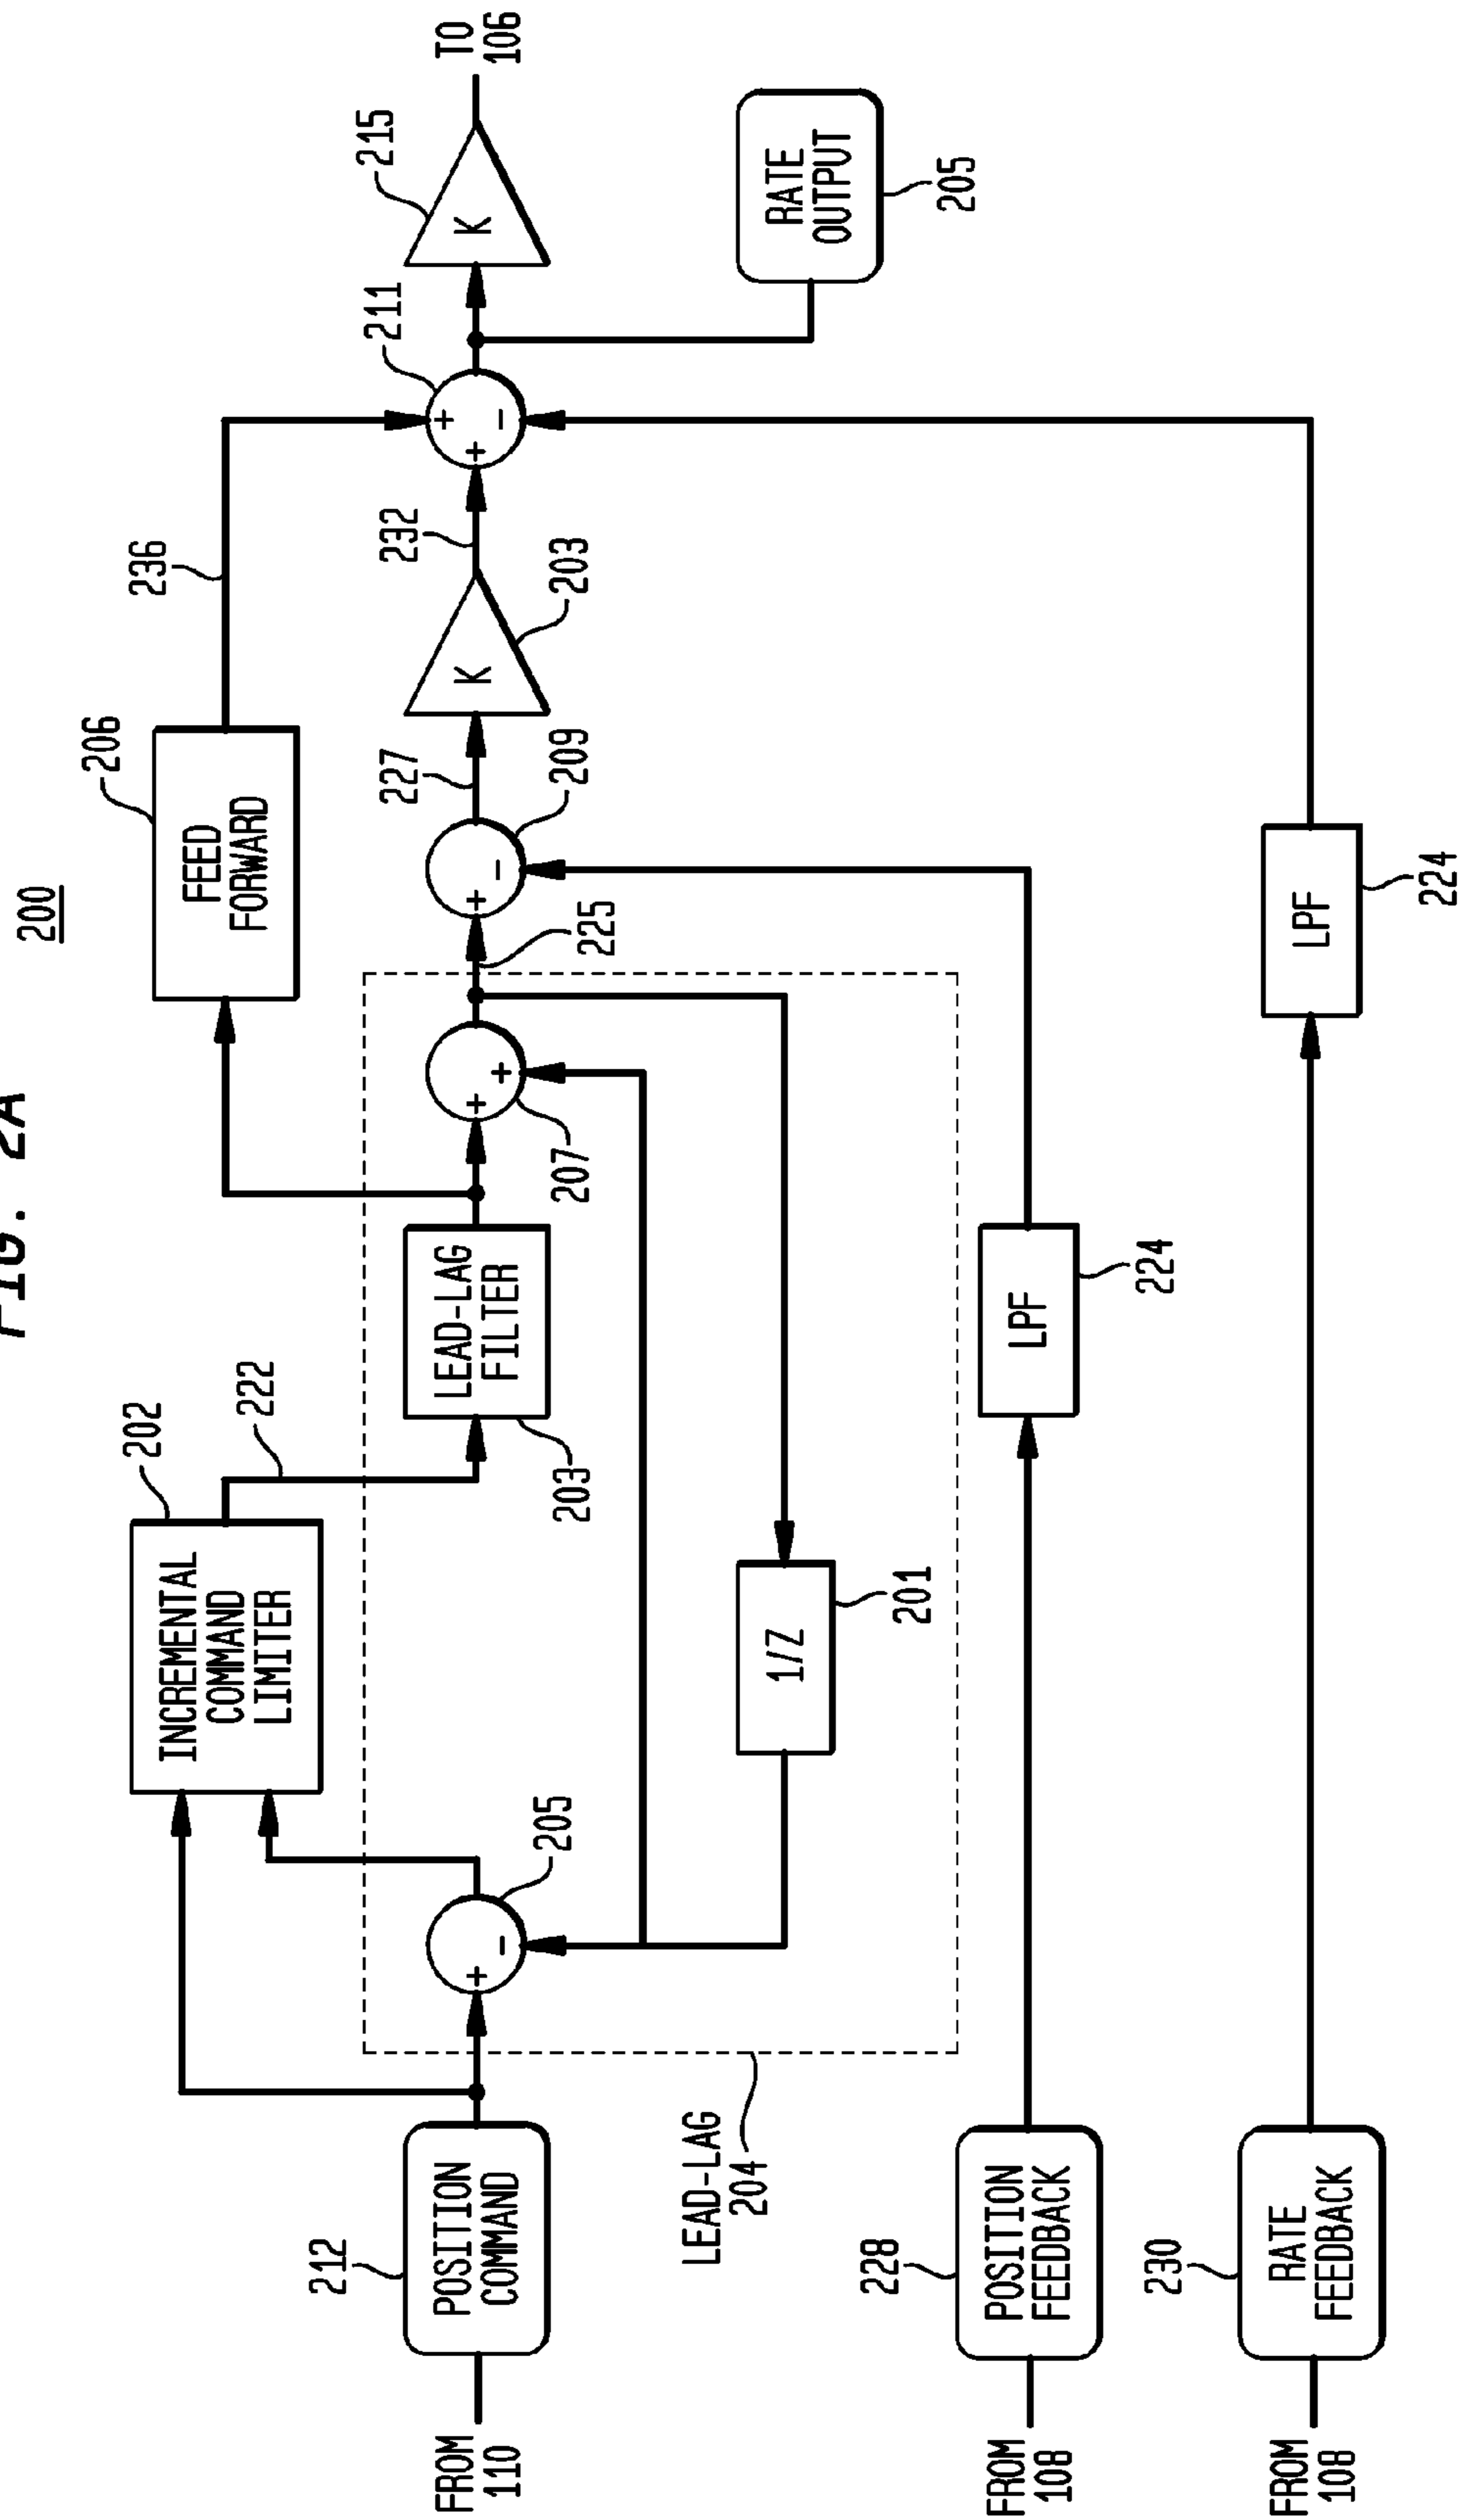 FIG. 2A
200
236
206
FEED
FORWARD
202
222
INCREMENTAL
COMMAND
LIMITER
212
POSITION
COMMAND
FROM
110
+
-
205
LEAD-LAG
FILTER
203
+
+
207
225
+
-
209
227
K
203
232
+
+
-
211
K
215
TO
106
1/Z
201
RATE
OUTPUT
205
LEAD-LAG
204
228
POSITION
FEEDBACK
FROM
108
LPF
224
230
RATE
FEEDBACK
FROM
108
LPF
224